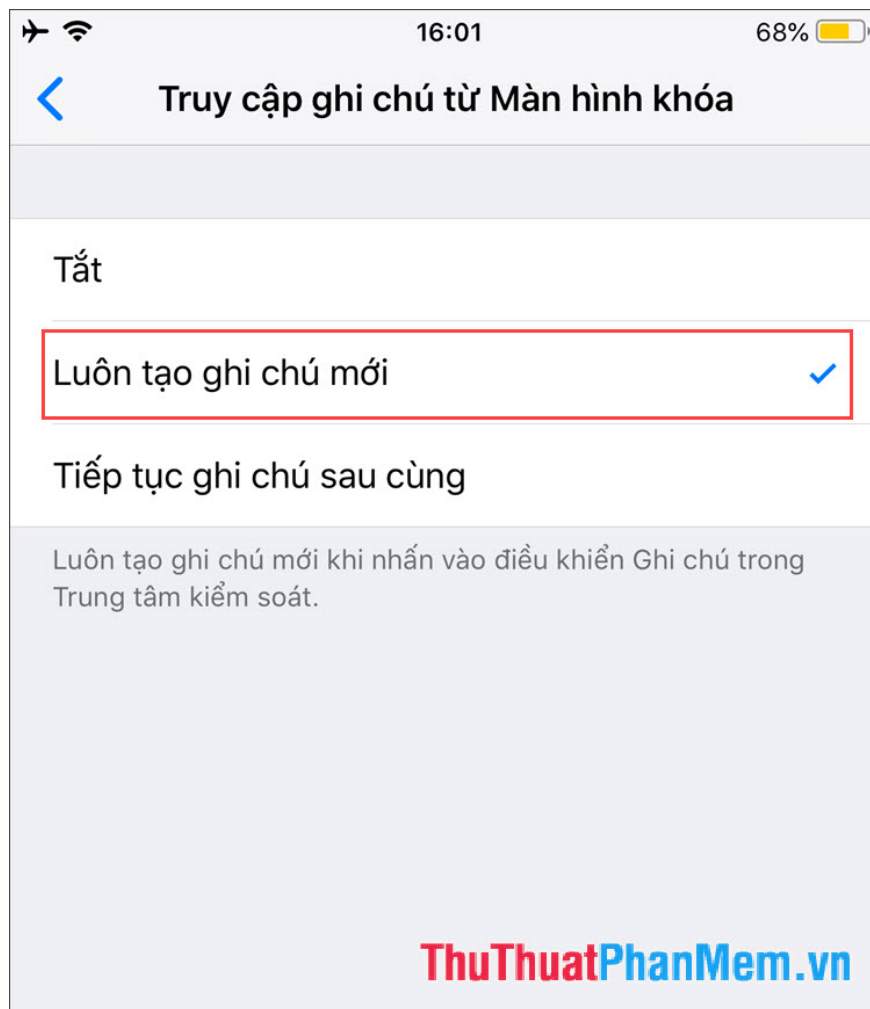 16:01
68%
Truy cập ghi chú từ Màn hình khóa
Tắt
Luôn tạo ghi chú mới
Tiếp tục ghi chú sau cùng
Luôn tạo ghi chú mới khi nhấn vào điều khiển Ghi chú trong
Trung tâm kiểm soát.
ThuThuatPhanMem.vn